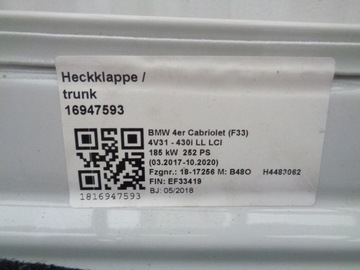 Heckklappe /
trunk
16947593
BMW 4er Cabriolet (F33)
4V31 - 430i LL LCI
185 kW 252 PS
(03.2017-10.2020)
Fzgnr.: 18-17256 M: B48O H4483062
FIN: EF33419
BJ: 05/2018
1816947593